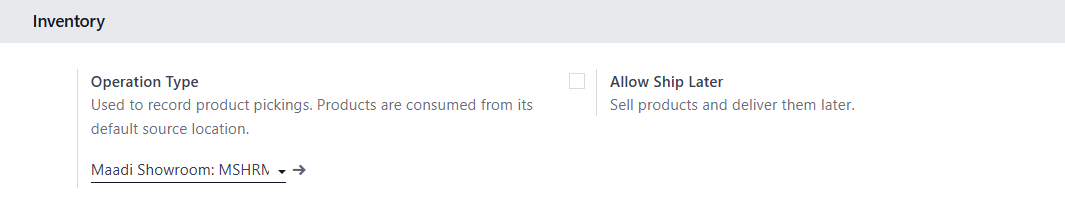 Inventory
Operation Type
Used to record product pickings. Products are consumed from its
default source location.
Maadi Showroom: MSHRM
Allow Ship Later
Sell products and deliver them later.